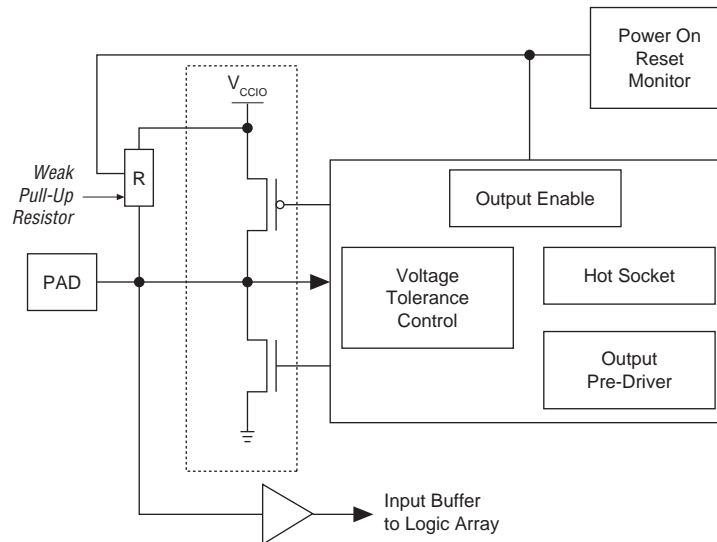 Power On
Reset
Monitor
V CCIO
Weak
Pull-Up
Resistor
R
Output Enable
PAD
Voltage
Tolerance
Control
Hot Socket
Output
Pre-Driver
Input Buffer
to Logic Array